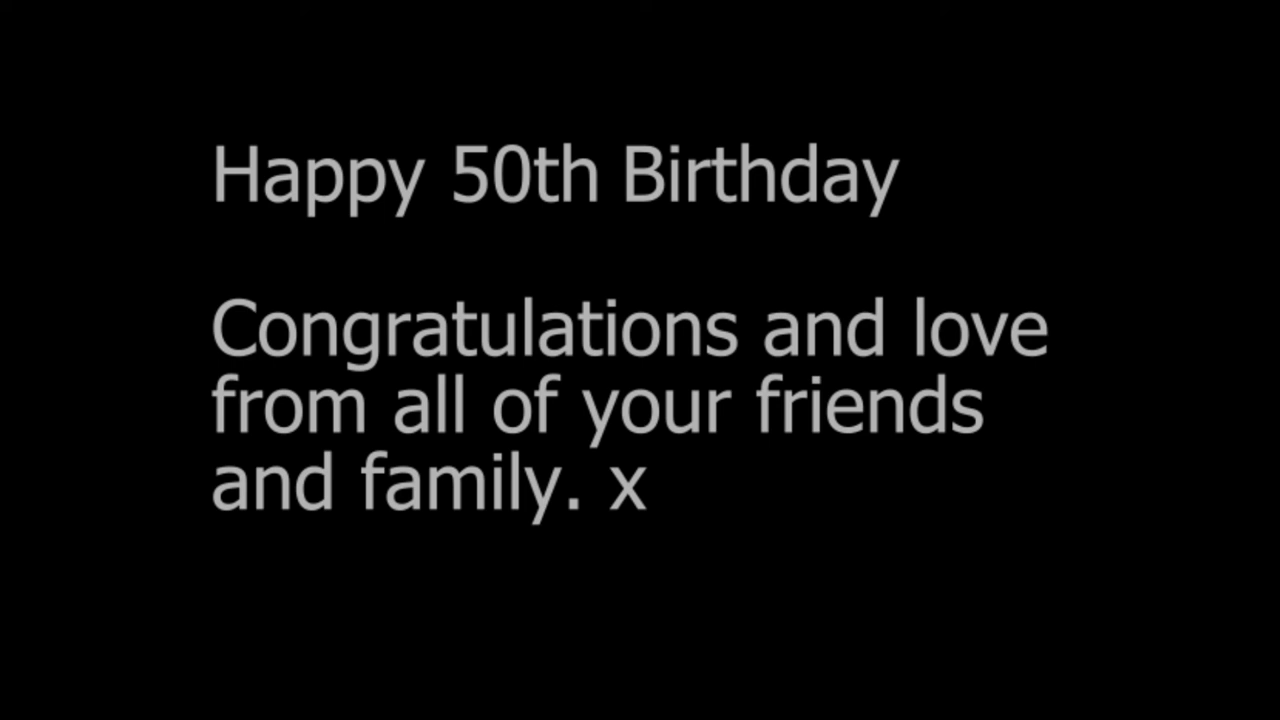 Happy 50th Birthday
Congratulations and love
from all of your friends
and family. x